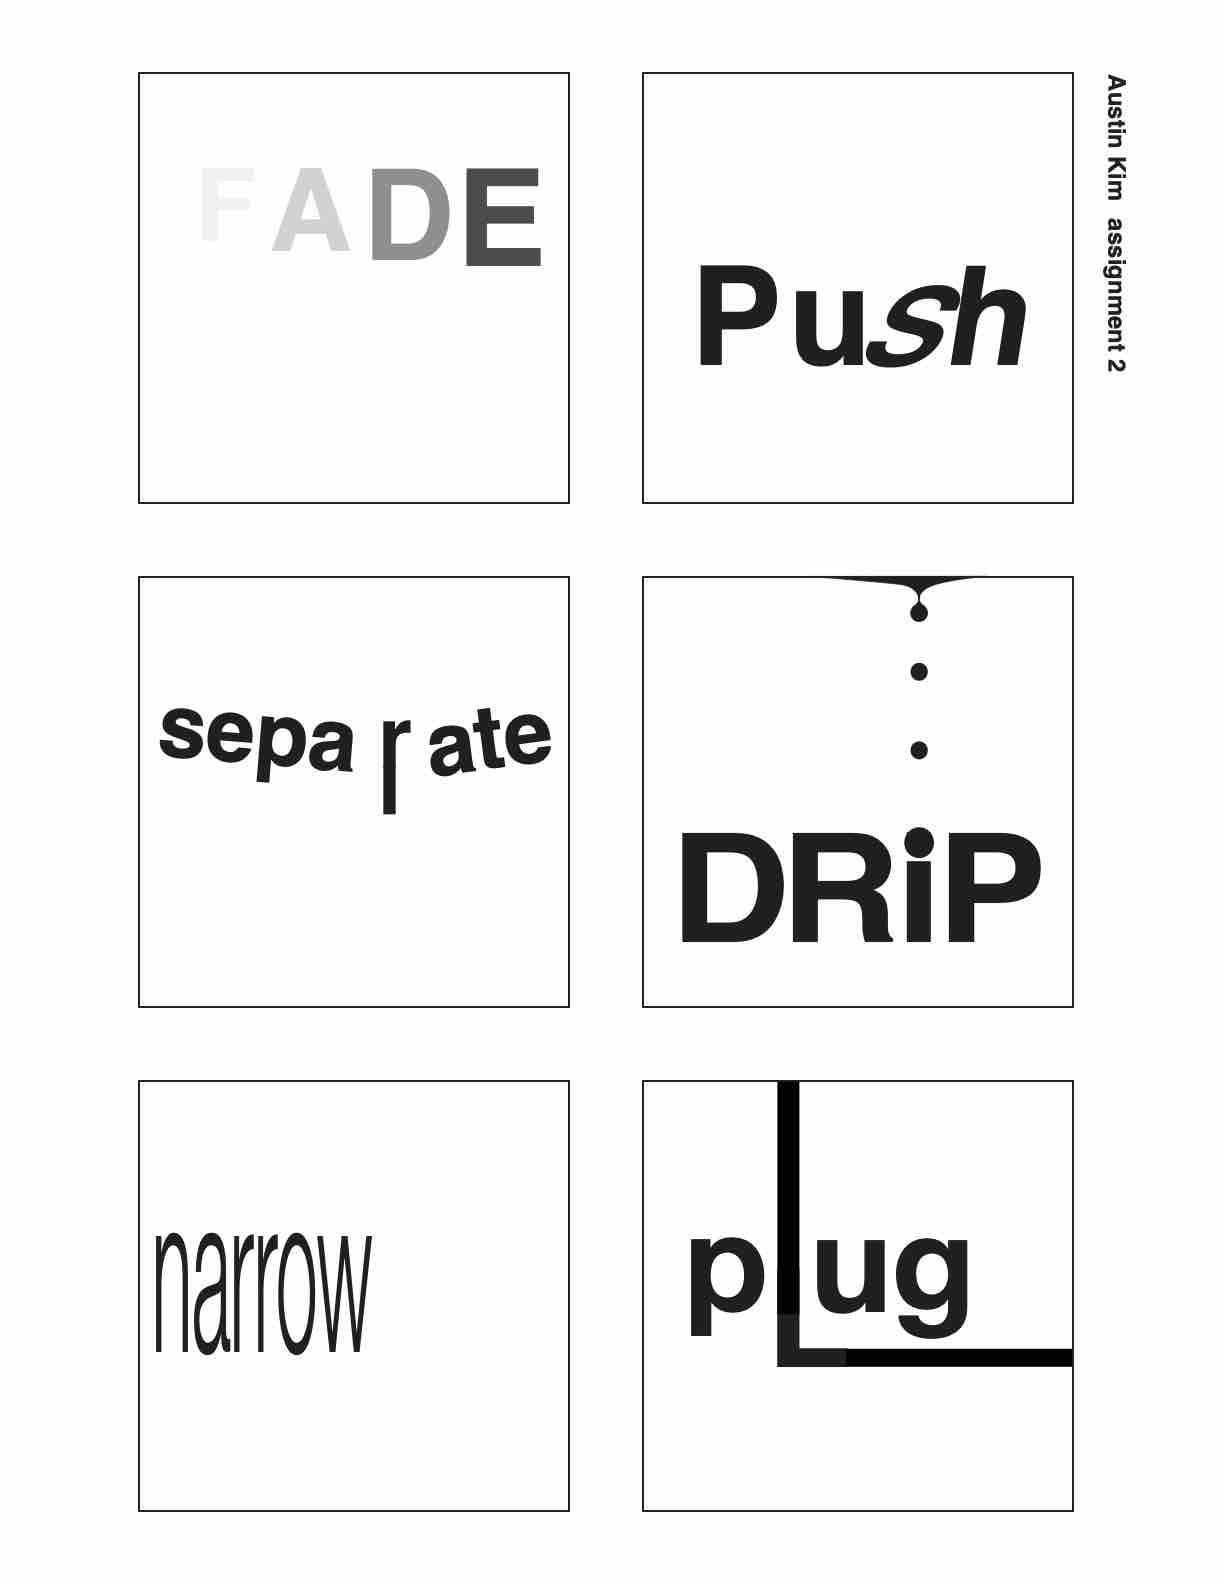 FADE
Push
Austin Kim assignment 2
separate
DRiP
narrow
pLug